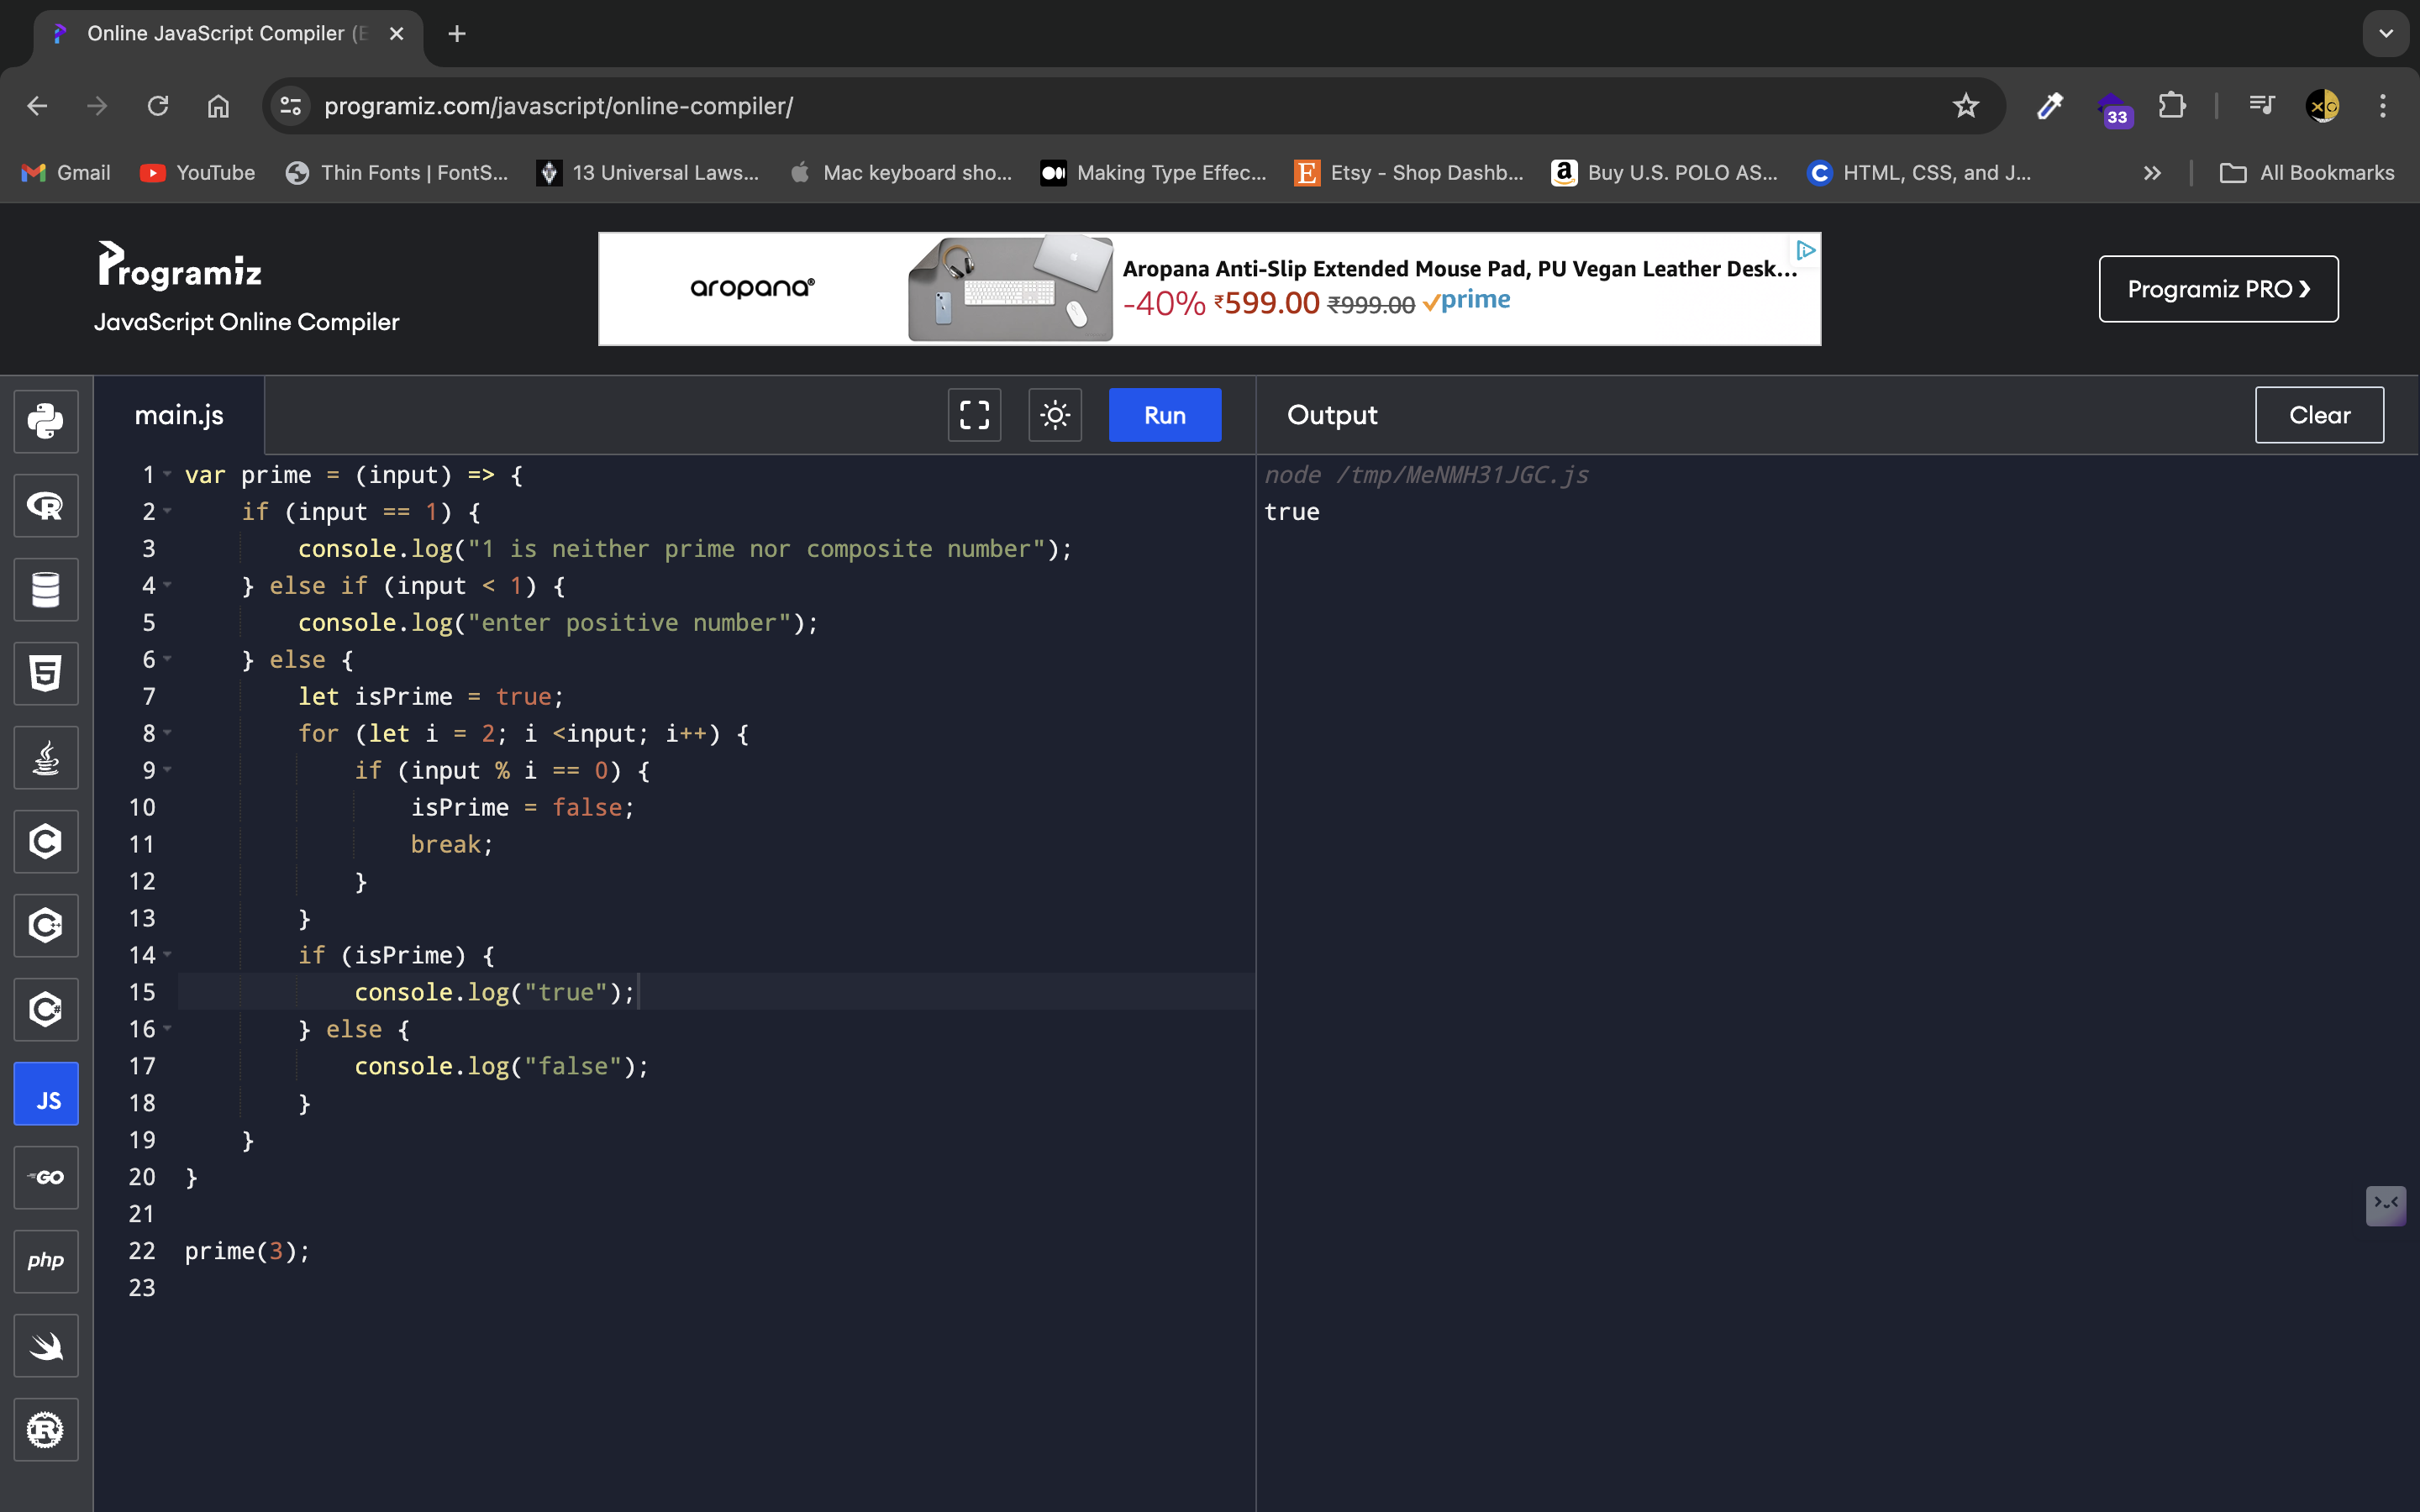 Online JavaScript Compiler (E
programiz.com/javascript/online-compiler/
33
Gmail
YouTube
Thin Fonts | FontS...
13 Universal Laws...
Mac keyboard sho...
Making Type Effec...
Etsy - Shop Dashb...
Buy U.S. POLO AS...
HTML, CSS, and J...
All Bookmarks
Programiz
JavaScript Online Compiler
aropana®
Aropana Anti-Slip Extended Mouse Pad, PU Vegan Leather Desk...
-40% ₹599.00 ₹999.00 prime
Programiz PRO ❯
main.js
Run
Output
Clear
1 var prime = (input) => {
2     if (input == 1) {
3         console.log("1 is neither prime nor composite number");
4     } else if (input < 1) {
5         console.log("enter positive number");
6     } else {
7         let isPrime = true;
8         for (let i = 2; i <input; i++) {
9             if (input % i == 0) {
10                 isPrime = false;
11                 break;
12             }
13         }
14         if (isPrime) {
15             console.log("true");
16         } else {
17             console.log("false");
18         }
19     }
20 }
21
22 prime(3);
23
node /tmp/MeNMH31JGC.js
true
JS
GO
php